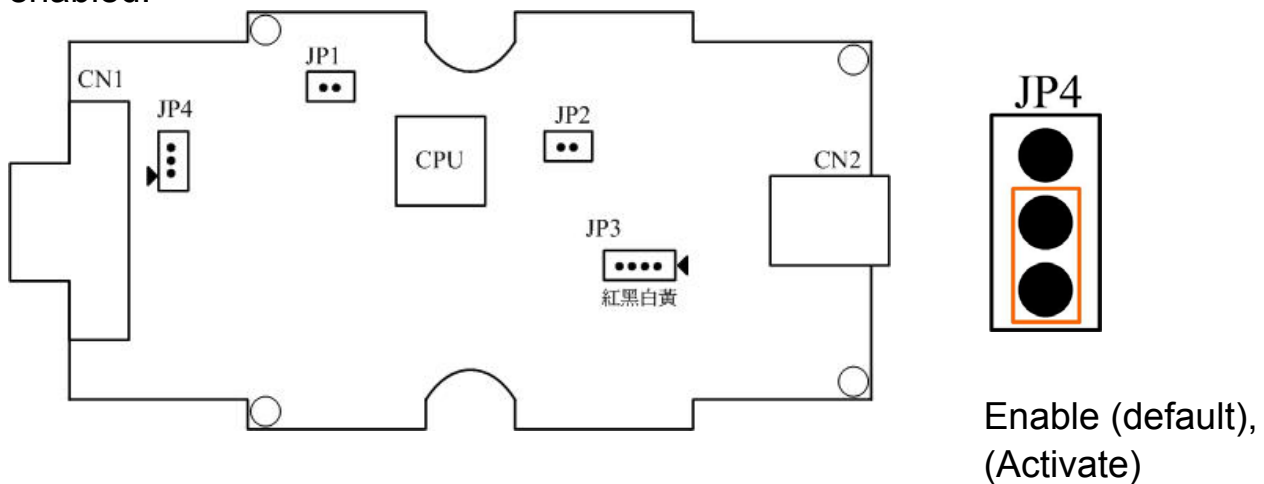 enabled.
JP1
CN1
JP4
JP2
CPU
CN2
JP3
紅黑白黃
JP4
Enable (default),
(Activate)